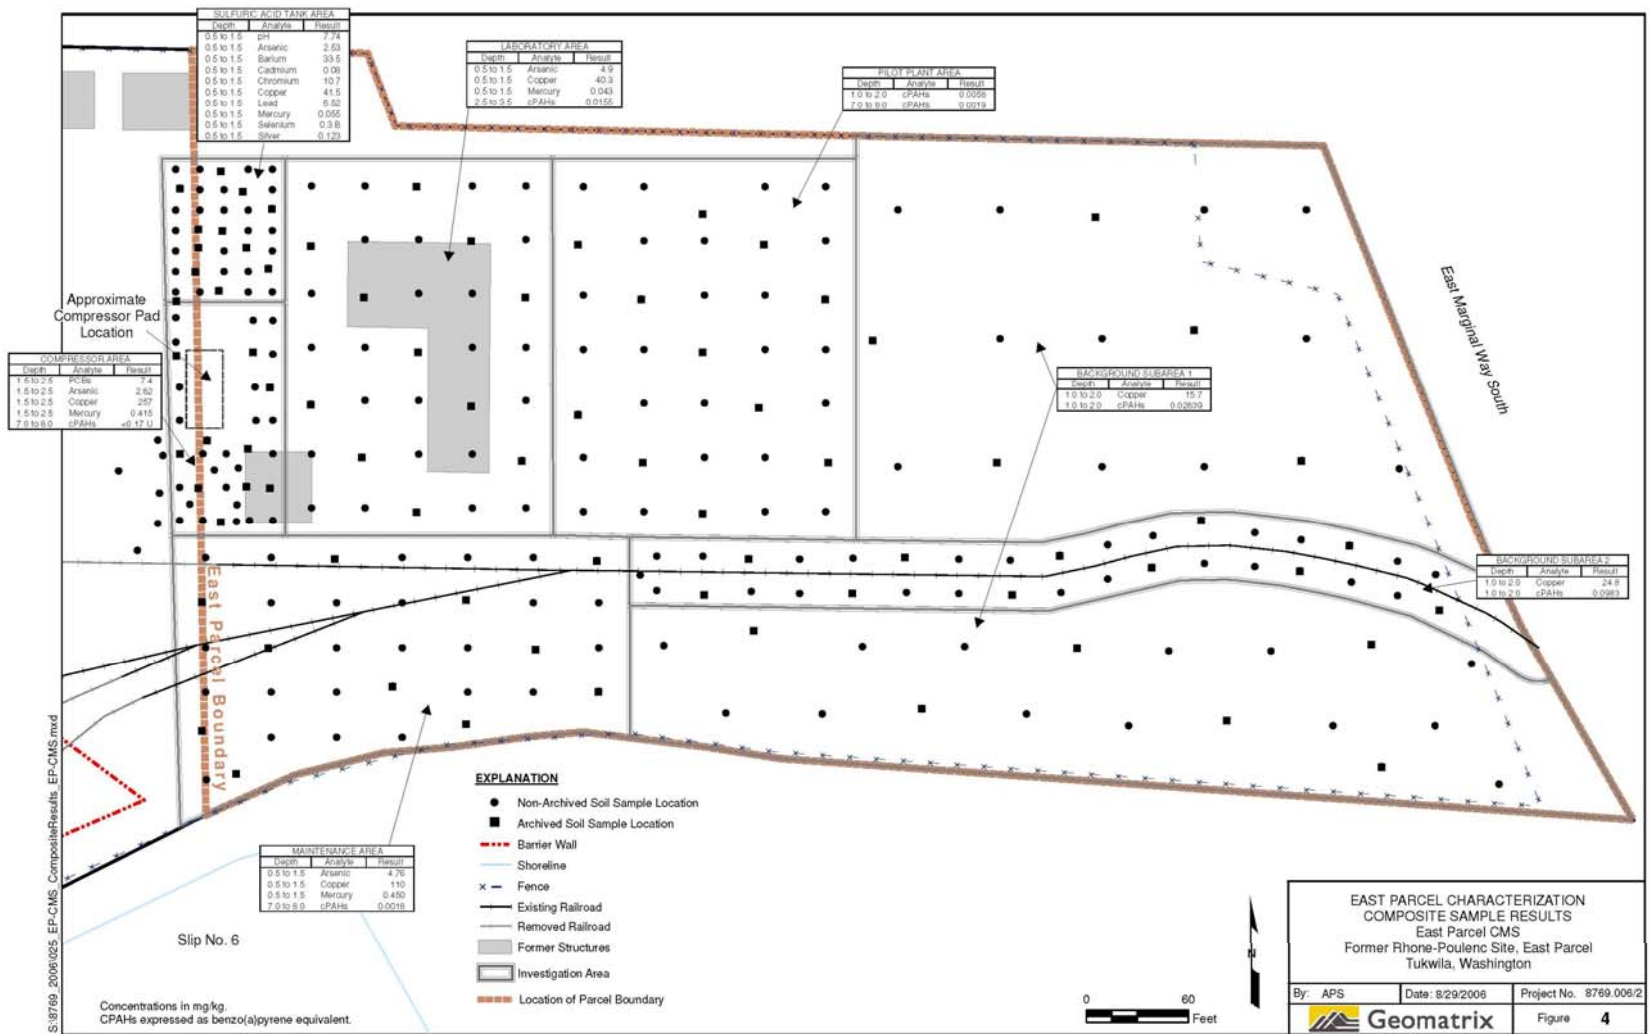 SULFURIC ACID TANK AREA
Depth Analyte Result
0.5 to 1.5 pH 7.74
0.5 to 1.5 Arsenic 2.53
0.5 to 1.5 Barium 33.5
0.5 to 1.5 Cadmium 0.08
0.5 to 1.5 Chromium 10.7
0.5 to 1.5 Copper 41.5
0.5 to 1.5 Lead 6.52
0.5 to 1.5 Mercury 0.055
0.5 to 1.5 Selenium 0.3 B
0.5 to 1.5 Silver 0.123
LABORATORY AREA
Depth Analyte Result
0.5 to 1.5 Arsenic 4.9
0.5 to 1.5 Copper 40.3
0.5 to 1.5 Mercury 0.043
2.5 to 3.5 cPAHs 0.0155
PILOT PLANT AREA
Depth Analyte Result
1.0 to 2.0 cPAHs 0.0058
7.0 to 8.0 cPAHs 0.0019
Approximate
Compressor Pad
Location
COMPRESSOR AREA
Depth Analyte Result
1.5 to 2.5 PCBs 7.4
1.5 to 2.5 Arsenic 2.62
1.5 to 2.5 Copper 257
1.5 to 2.5 Mercury 0.415
7.0 to 8.0 cPAHs <0.17 U
East Marginal Way South
BACKGROUND SUBAREA 1
Depth Analyte Result
1.0 to 2.0 Copper 15.7
1.0 to 2.0 cPAHs 0.02839
BACKGROUND SUBAREA 2
Depth Analyte Result
1.0 to 2.0 Copper 24.8
1.0 to 2.0 cPAHs 0.0983
East Parcel Boundary
MAINTENANCE AREA
Depth Analyte Result
0.5 to 1.5 Arsenic 4.76
0.5 to 1.5 Copper 110
0.5 to 1.5 Mercury 0.450
7.0 to 8.0 cPAHs 0.0018
EXPLANATION
Non-Archived Soil Sample Location
Archived Soil Sample Location
Barrier Wall
Shoreline
Fence
Existing Railroad
Removed Railroad
Former Structures
Investigation Area
Location of Parcel Boundary
Slip No. 6
Concentrations in mg/kg.
CPAHs expressed as benzo(a)pyrene equivalent.
S:\8769_2006\025_EP-CMS_CompositeResults_EP-CMS.mxd
N
0 60
Feet
EAST PARCEL CHARACTERIZATION
COMPOSITE SAMPLE RESULTS
East Parcel CMS
Former Rhone-Poulenc Site, East Parcel
Tukwila, Washington
By: APS Date: 8/29/2006 Project No. 8769.006/2
Geomatrix Figure 4